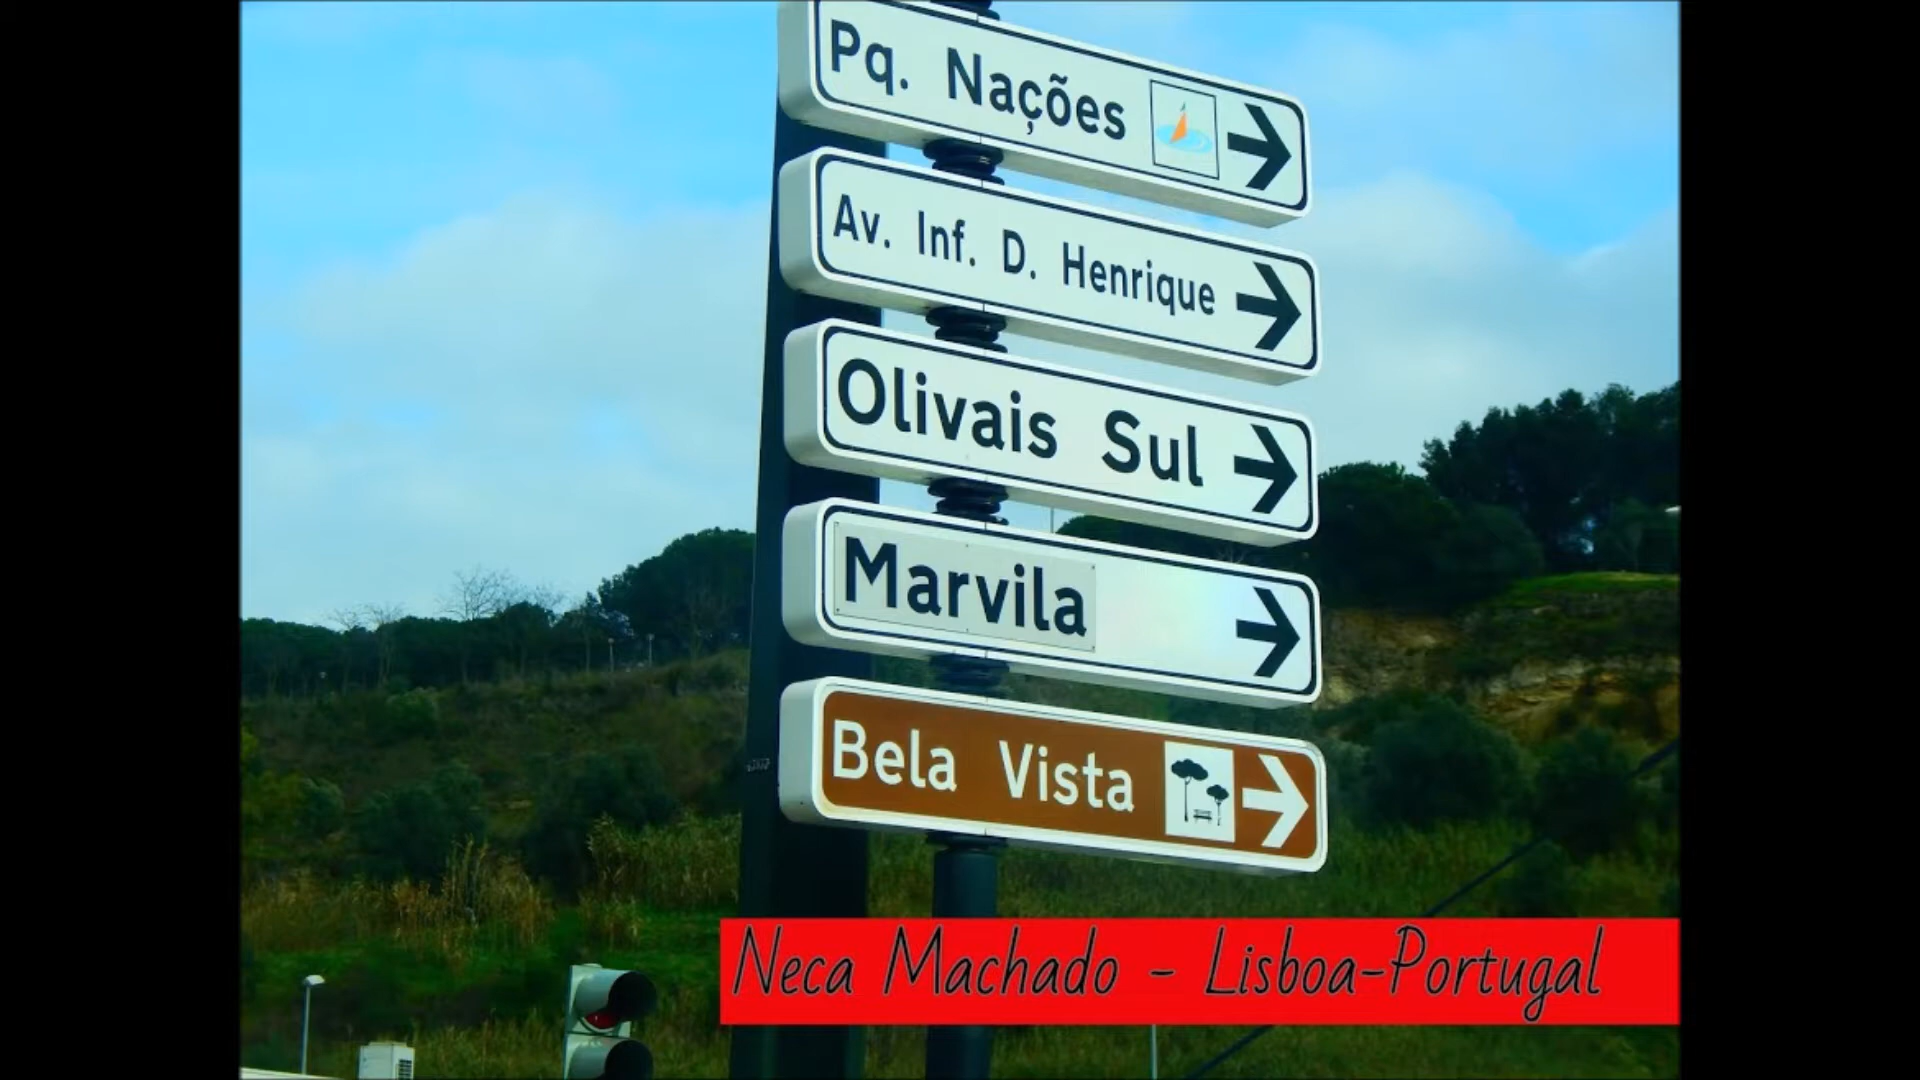 Pq. Nações
Av. Inf. D. Henrique
Olivais Sul
Marvila
Bela Vista
Neca Machado - Lisboa-Portugal